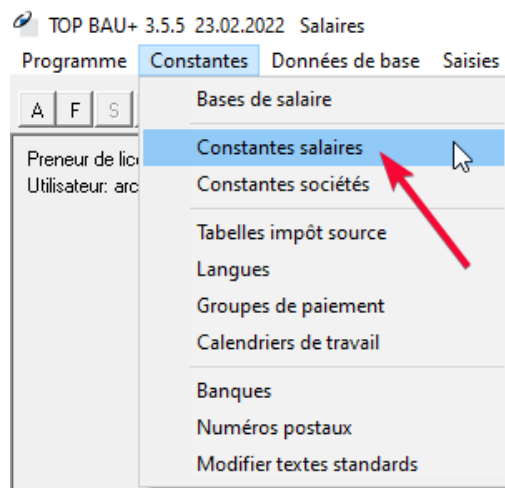 TOP BAU+ 3.5.5 23.02.2022 Salaires
Programme Constantes Données de base Saisies
A F S
Bases de salaire
Constantes salaires
Preneur de lic
Utilisateur: arc
Constantes sociétés
Tabelles impôt source
Langues
Groupes de paiement
Calendriers de travail
Banques
Numéros postaux
Modifier textes standards